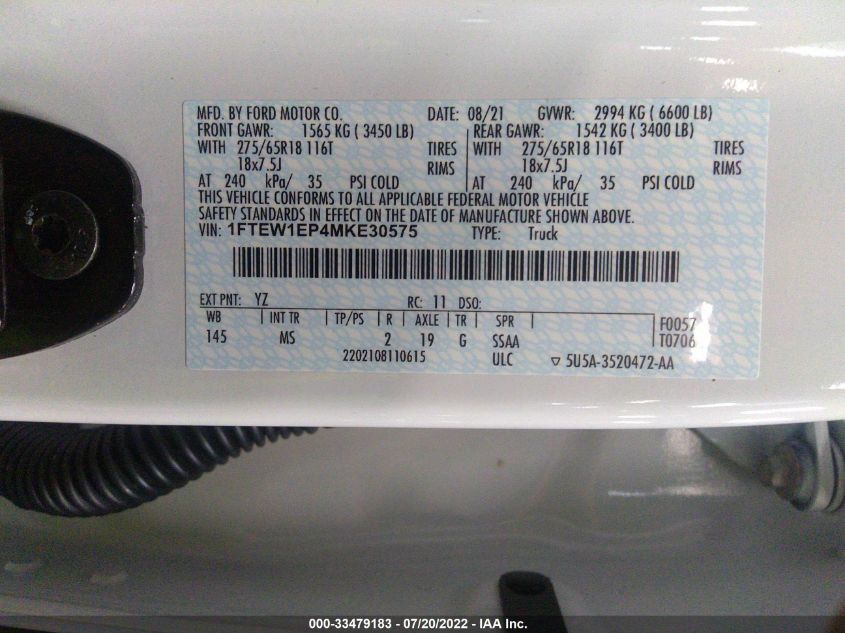 MFD. BY FORD MOTOR CO. DATE: 08/21 GVWR: 2994 KG ( 6600 LB)
FRONT GAWR: 1565 KG ( 3450 LB) REAR GAWR: 1542 KG ( 3400 LB)
WITH 275/65R18 116T TIRES WITH 275/65R18 116T TIRES
18x7.5J RIMS 18x7.5J RIMS
AT 240 kPa/ 35 PSI COLD AT 240 kPa/ 35 PSI COLD
THIS VEHICLE CONFORMS TO ALL APPLICABLE FEDERAL MOTOR VEHICLE
SAFETY STANDARDS IN EFFECT ON THE DATE OF MANUFACTURE SHOWN ABOVE.
VIN: 1FTEW1EP4MKE30575 TYPE: Truck
EXT PNT: YZ RC: 11 DSO:
WB INT TR TP/PS R AXLE TR SPR F0057
145 MS 2 19 G SSAA T0706
2202108110615 ULC ▽ 5U5A-3520472-AA
000-33479183 - 07/20/2022 - IAA Inc.